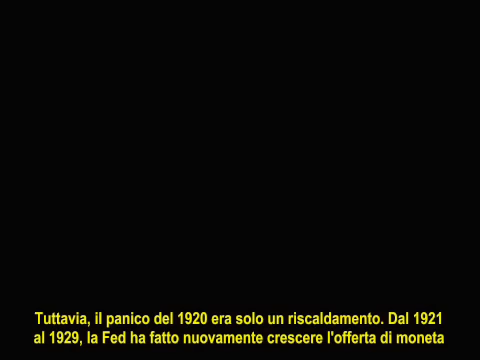 Tuttavia, il panico del 1920 era solo un riscaldamento. Dal 1921
al 1929, la Fed ha fatto nuovamente crescere l'offerta di moneta